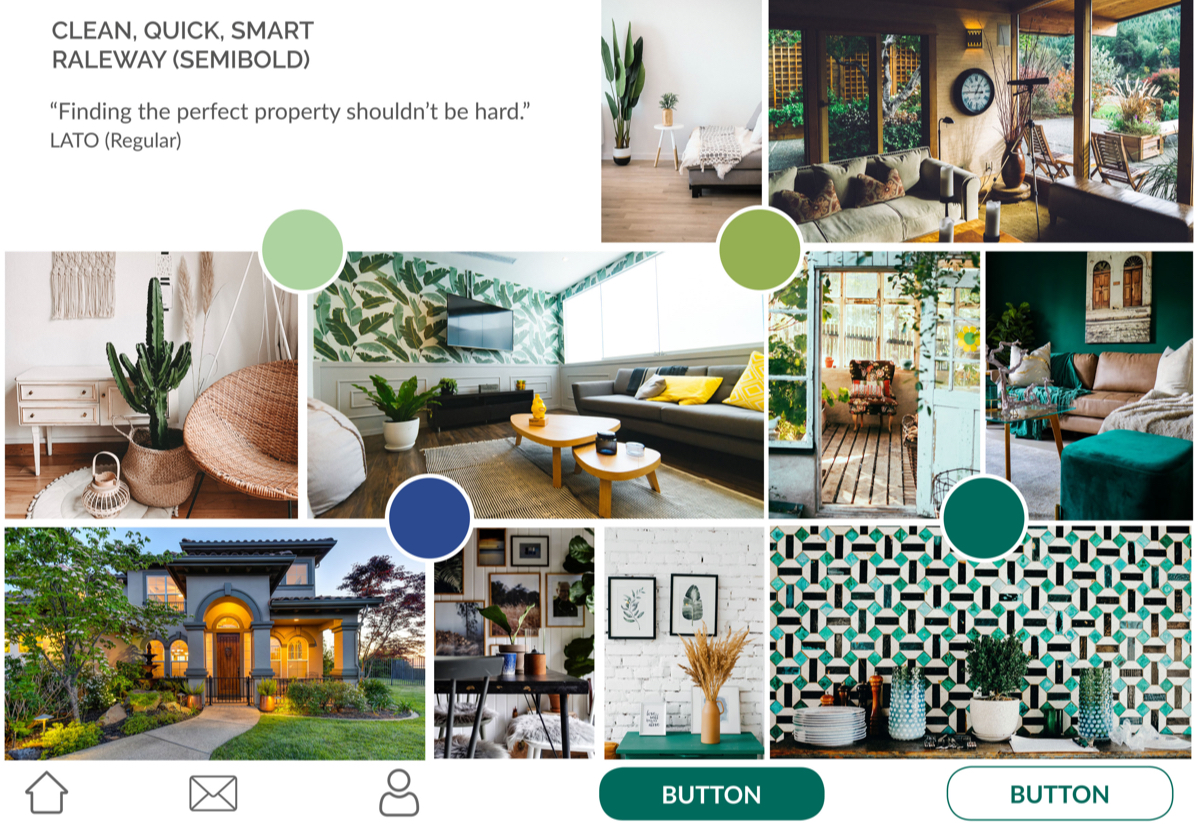 CLEAN, QUICK, SMART
RALEWAY (SEMIBOLD)
“Finding the perfect property shouldn’t be hard.”
LATO (Regular)
BUTTON
BUTTON